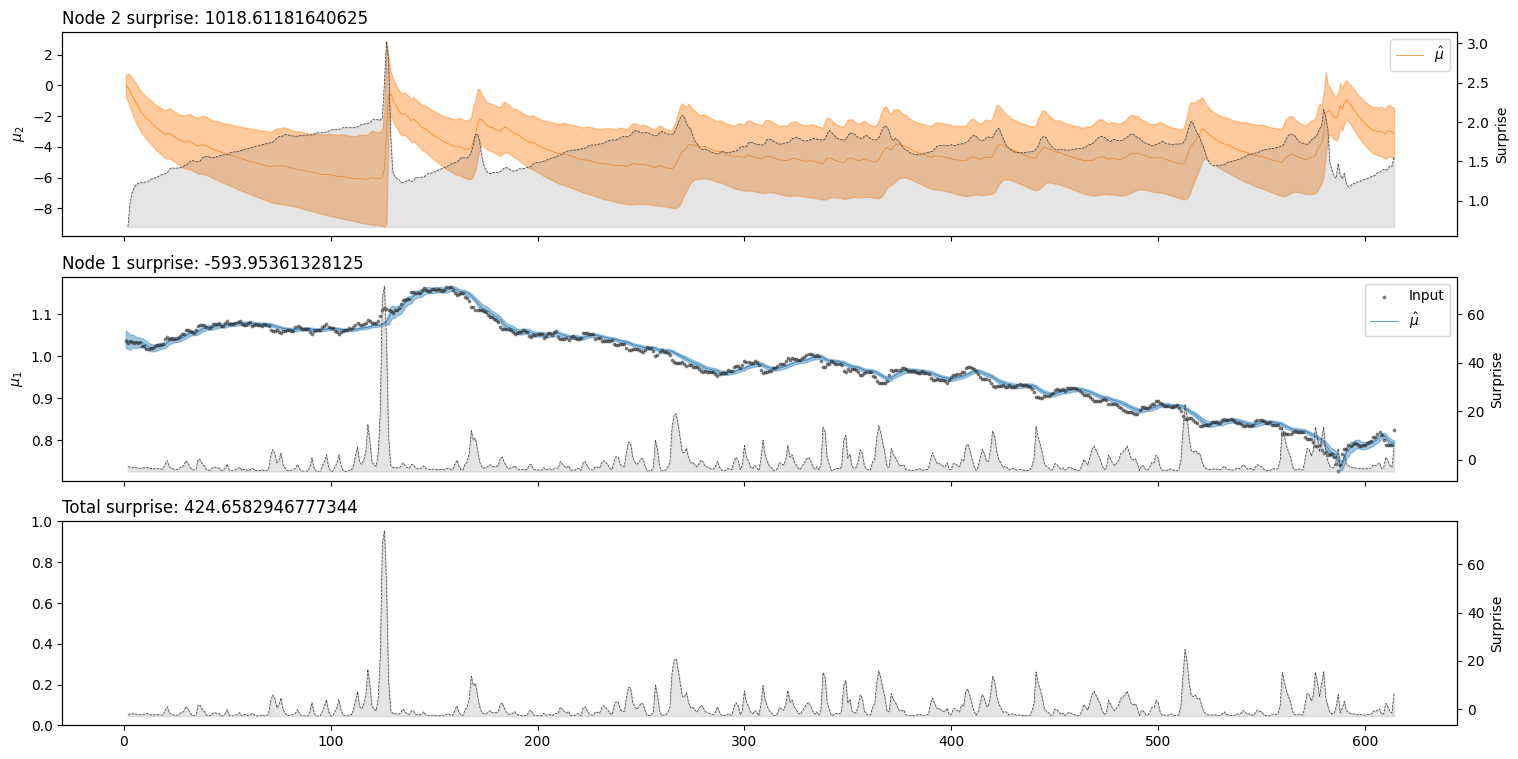 Node 2 surprise: 1018.61181640625
μ̂
2
0
−2
−4
−6
−8
μ2
3.0
2.5
2.0
1.5
1.0
Surprise
Node 1 surprise: -593.95361328125
Input
μ̂
1.1
1.0
0.9
0.8
μ1
60
40
20
0
Surprise
Total surprise: 424.6582946777344
1.0
0.8
0.6
0.4
0.2
0.0
60
40
20
0
Surprise
0 100 200 300 400 500 600